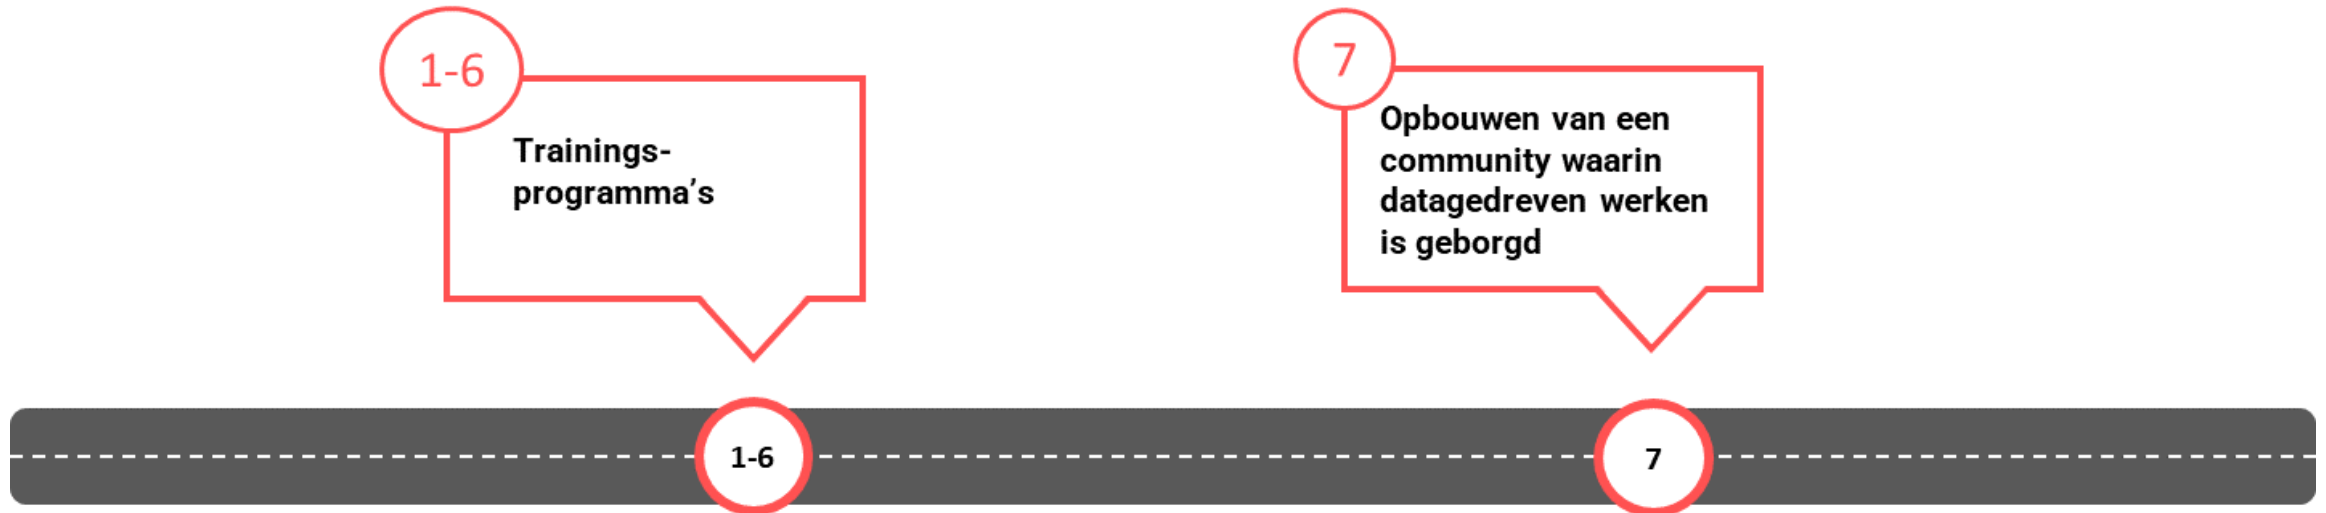 1-6
Trainings-
programma’s
7
Opbouwen van een
community waarin
datagedreven werken
is geborgd
1-6
7